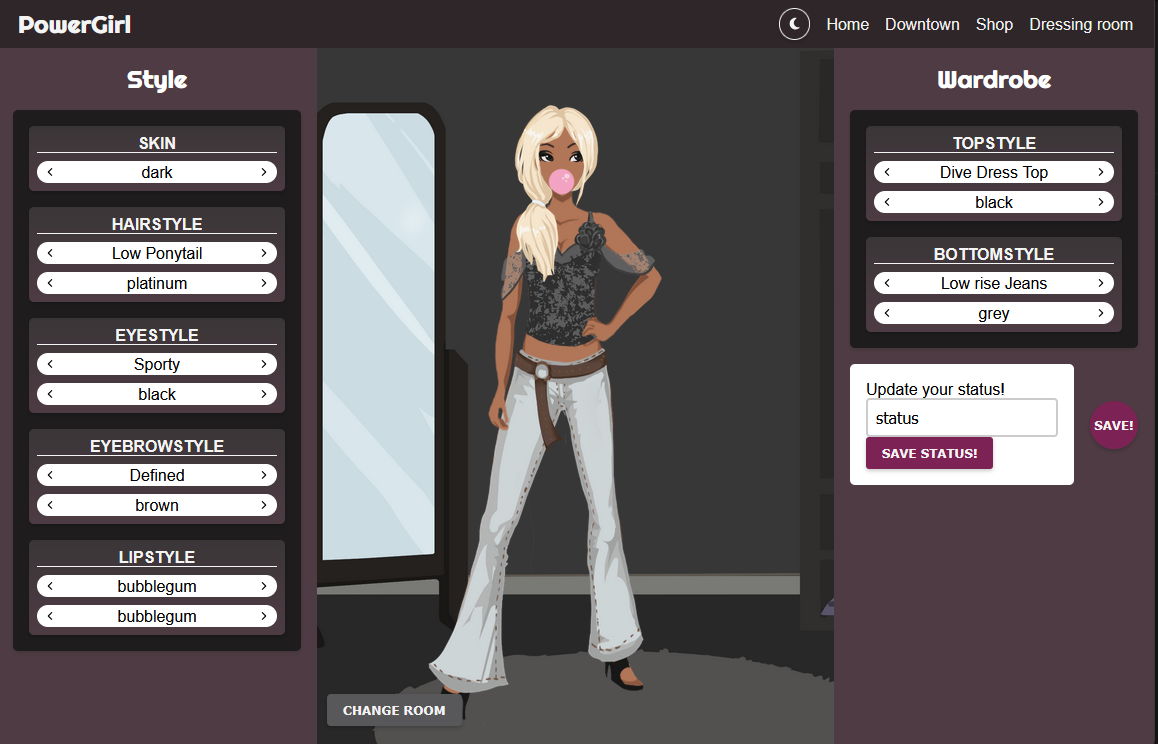 PowerGirl
Home Downtown Shop Dressing room
Style
SKIN
dark
HAIRSTYLE
Low Ponytail
platinum
EYESTYLE
Sporty
black
EYEBROWSTYLE
Defined
brown
LIPSTYLE
bubblegum
bubblegum
CHANGE ROOM
Wardrobe
TOPSTYLE
Dive Dress Top
black
BOTTOMSTYLE
Low rise Jeans
grey
Update your status!
status
SAVE STATUS!
SAVE!